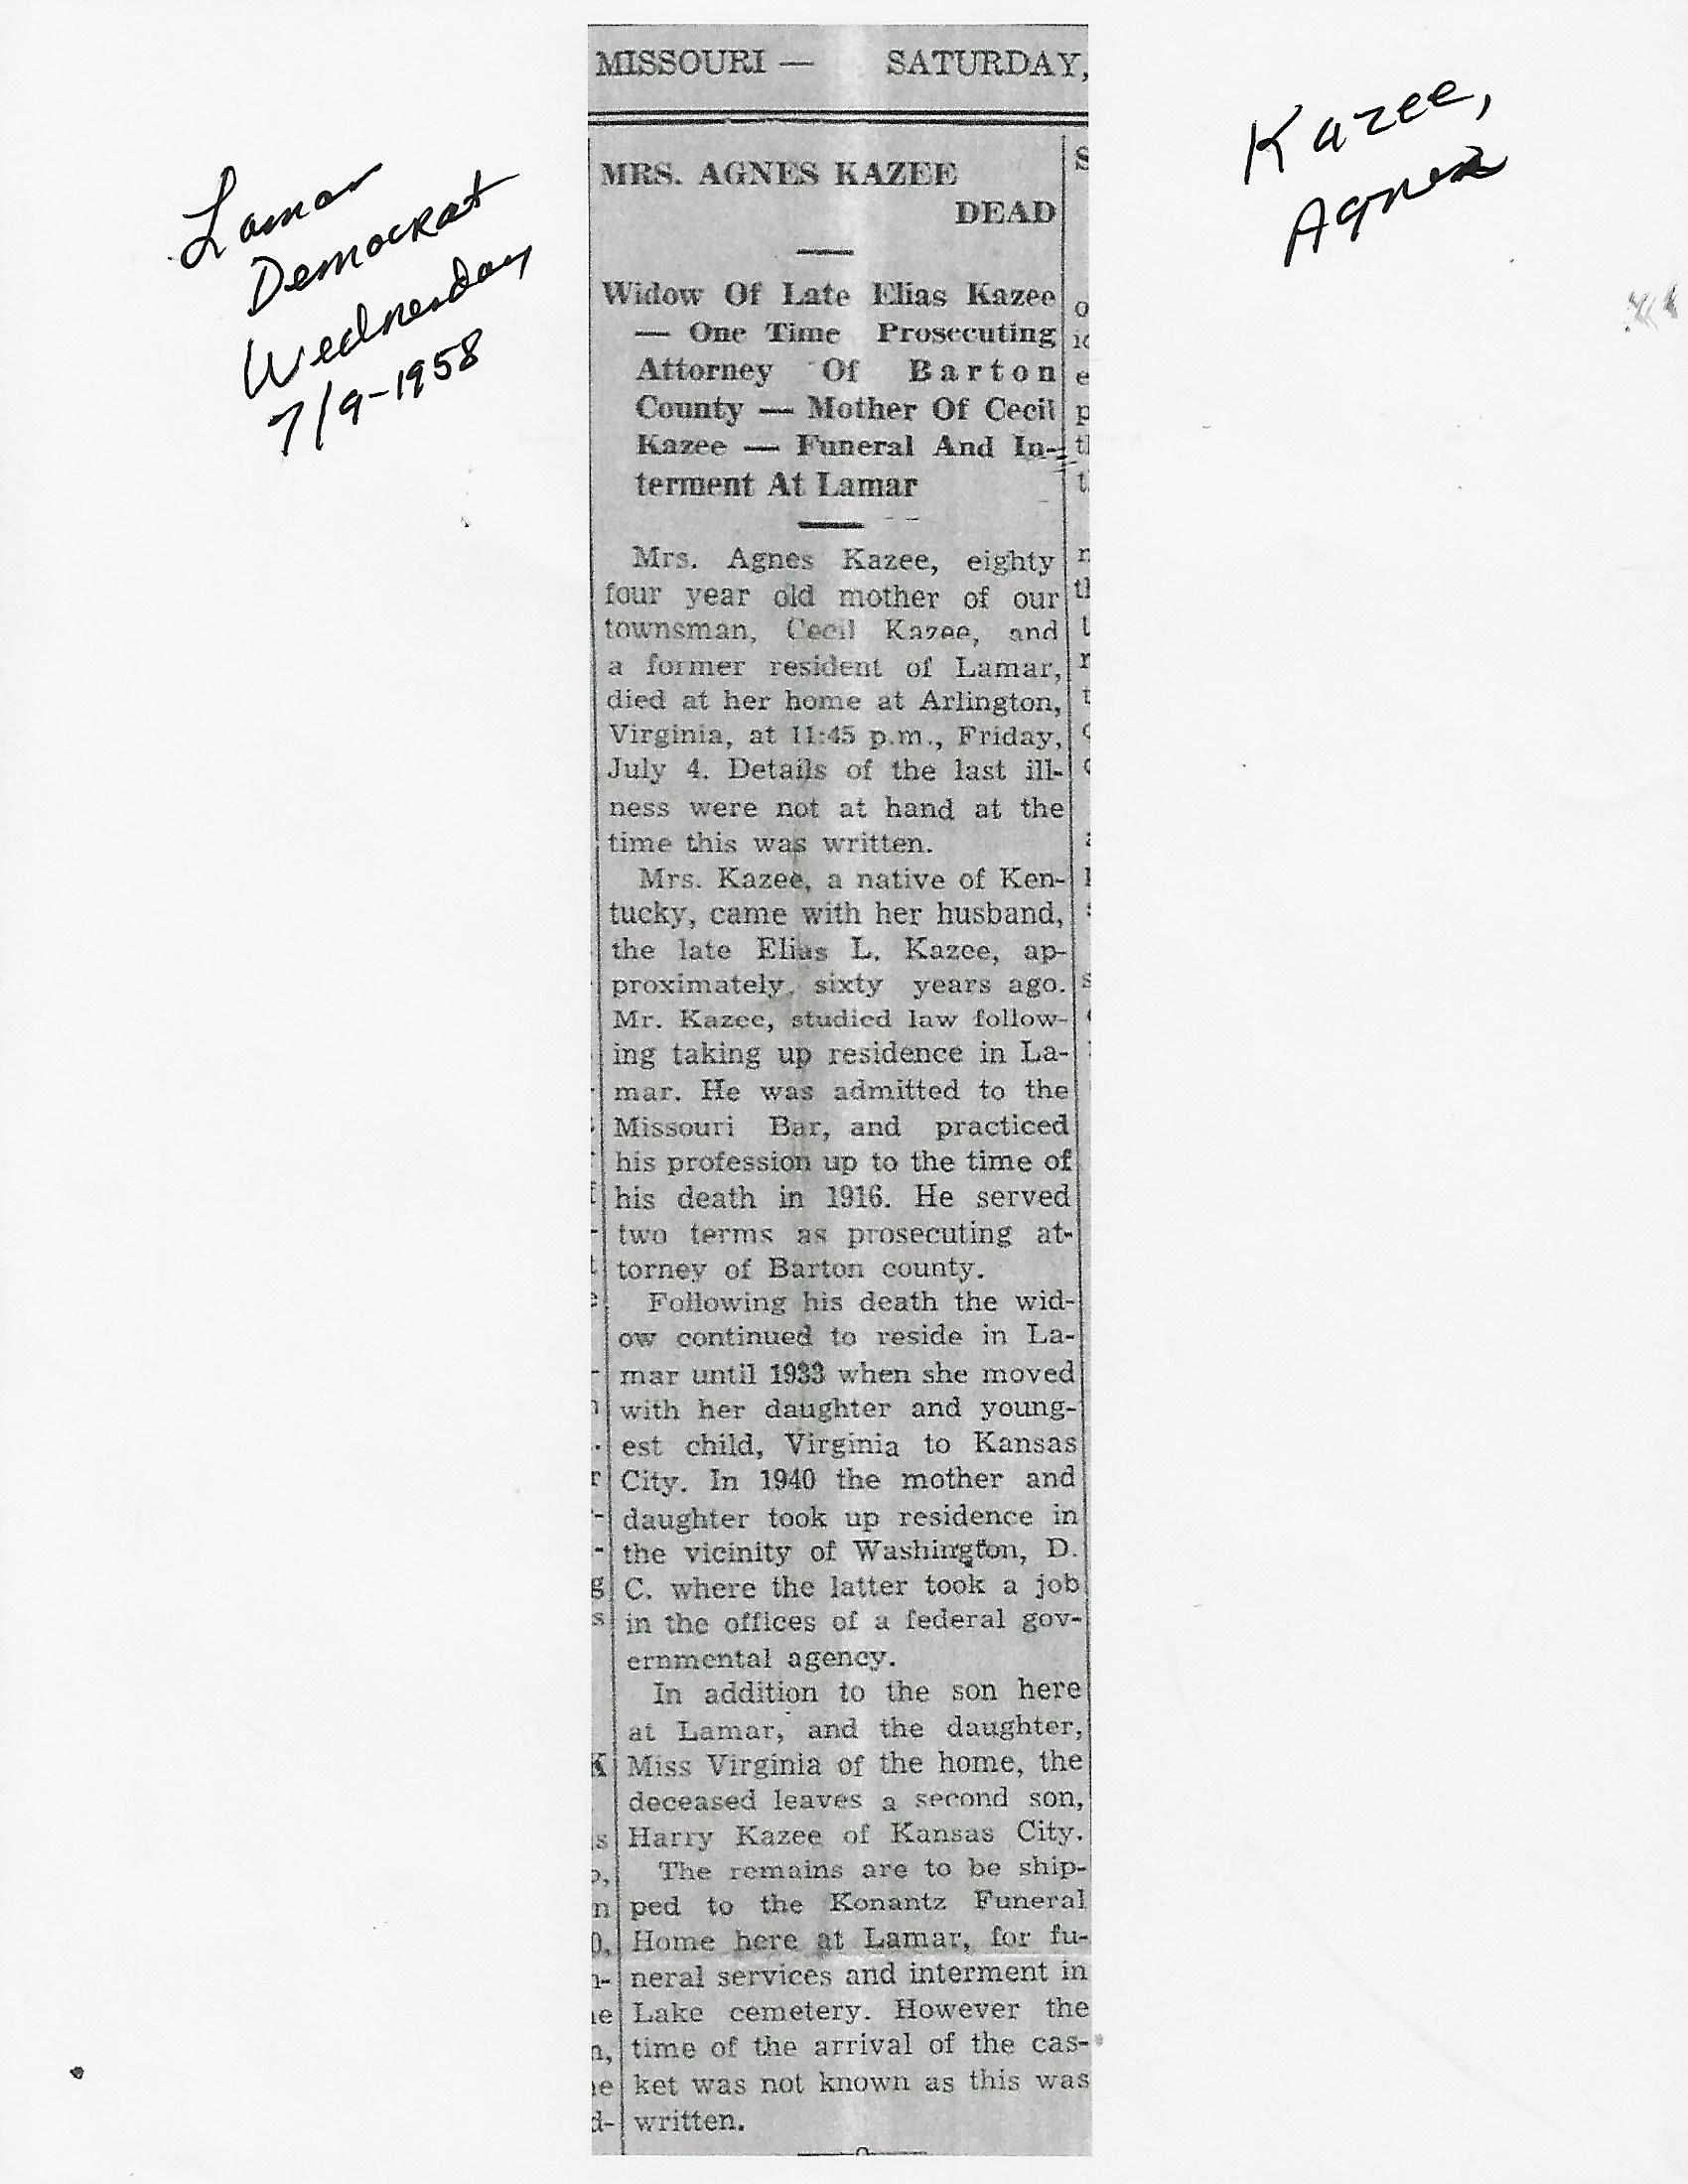 Lamar
Democrat
Wednesday
7/9-1958
Kazee,
Agnes
MISSOURI — SATURDAY,
MRS. AGNES KAZEE
DEAD
Widow Of Late Elias Kazee
— One Time Prosecuting
Attorney Of Barton
County — Mother Of Cecil
Kazee — Funeral And In-
terment At Lamar
Mrs. Agnes Kazee, eighty
four year old mother of our
townsman, Cecil Kazee, and
a former resident of Lamar,
died at her home at Arlington,
Virginia, at 11:45 p.m., Friday,
July 4. Details of the last ill-
ness were not at hand at the
time this was written.
Mrs. Kazee, a native of Ken-
tucky, came with her husband,
the late Elias L. Kazee, ap-
proximately, sixty years ago.
Mr. Kazee, studied law follow-
ing taking up residence in La-
mar. He was admitted to the
Missouri Bar, and practiced
his profession up to the time of
his death in 1916. He served
two terms as prosecuting at-
torney of Barton county.
Following his death the wid-
ow continued to reside in La-
mar until 1933 when she moved
with her daughter and young-
est child, Virginia to Kansas
City. In 1940 the mother and
daughter took up residence in
the vicinity of Washington, D.
C. where the latter took a job
in the offices of a federal gov-
ernmental agency.
In addition to the son here
at Lamar, and the daughter,
Miss Virginia of the home, the
deceased leaves a second son,
Harry Kazee of Kansas City.
The remains are to be ship-
ped to the Konantz Funeral
Home here at Lamar, for fu-
neral services and interment in
Lake cemetery. However the
time of the arrival of the cas-
ket was not known as this was
written.